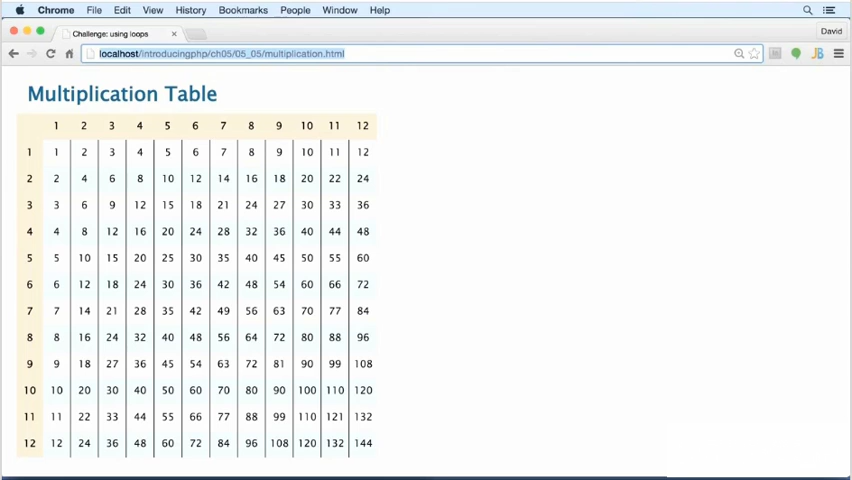 Chrome File Edit View Bookmarks People Window Help
Challenge: using loops
David
localhost/introducingphp/ch05/05_05/multiplication.html
JB
Multiplication Table
1 2 3 4 5 6 7 8 9 10 11 12
1 1 2 3 4 5 6 7 8 9 10 11 12
2 2 4 6 8 10 12 14 16 18 20 22 24
3 3 6 9 12 15 18 21 24 27 30 33 36
4 4 8 12 16 20 24 28 32 36 40 44 48
5 5 10 15 20 25 30 35 40 45 50 55 60
6 6 12 18 24 30 36 42 48 54 60 66 72
7 7 14 21 28 35 42 49 56 63 70 77 84
8 8 16 24 32 40 48 56 64 72 80 88 96
9 9 18 27 36 45 54 63 72 81 90 99 108
10 10 20 30 40 50 60 70 80 90 100 110 120
11 11 22 33 44 55 66 77 88 99 110 121 132
12 12 24 36 48 60 72 84 96 108 120 132 144